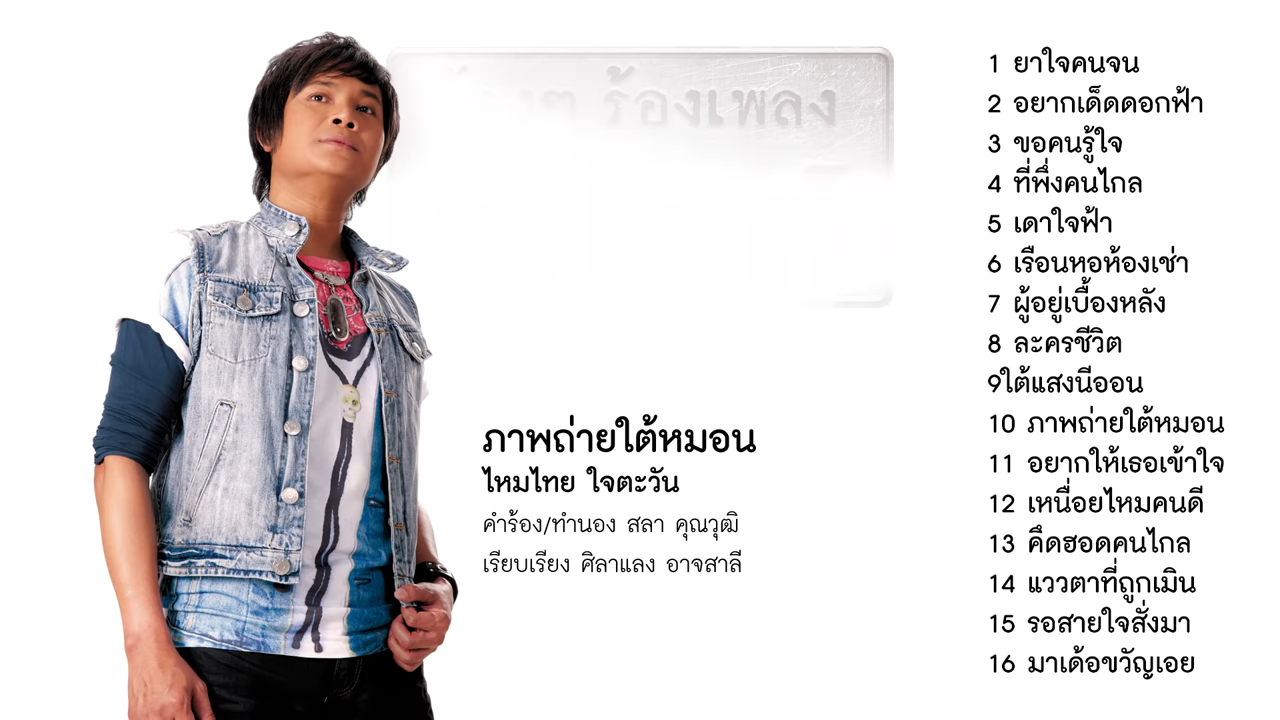 ร้องเพลง
ภาพถ่ายใต้หมอน
ไหมไทย ใจตะวัน
คำร้อง/ทำนอง สลา คุณวุฒิ
เรียบเรียง ศิลาแลง อาจสาลี
1 ยาใจคนจน
2 อยากเด็ดดอกฟ้า
3 ขอคนรู้ใจ
4 ที่พึ่งคนไกล
5 เดาใจฟ้า
6 เรือนหอห้องเช่า
7 ผู้อยู่เบื้องหลัง
8 ละครชีวิต
9ใต้แสงนีออน
10 ภาพถ่ายใต้หมอน
11 อยากให้เธอเข้าใจ
12 เหนื่อยไหมคนดี
13 คึดฮอดคนไกล
14 แววตาที่ถูกเมิน
15 รอสายใจสั่งมา
16 มาเด้อขวัญเอย